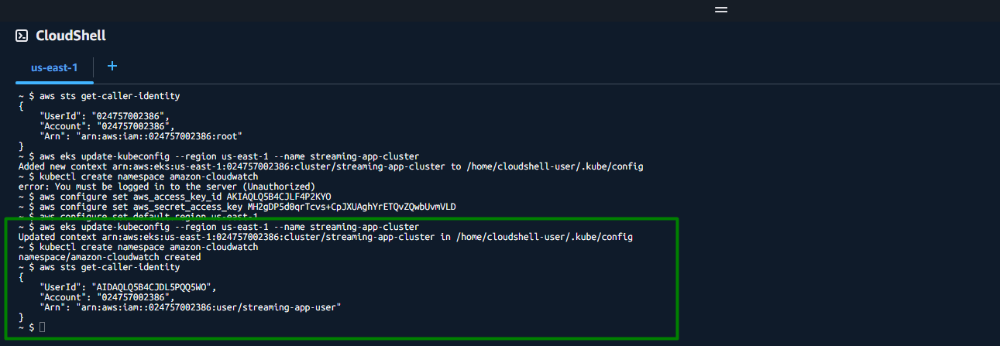 CloudShell
us-east-1
~ $ aws sts get-caller-identity
{
"UserId": "024757002386",
"Account": "024757002386",
"Arn": "arn:aws:iam::024757002386:root"
}
~ $ aws eks update-kubeconfig --region us-east-1 --name streaming-app-cluster
Added new context arn:aws:eks:us-east-1:024757002386:cluster/streaming-app-cluster to /home/cloudshell-user/.kube/config
~ $ kubectl create namespace amazon-cloudwatch
error: You must be logged in to the server (Unauthorized)
~ $ aws configure set aws_access_key_id AKIAQLQ5B4CJLF4P2KYO
~ $ aws configure set aws_secret_access_key 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
~ $ aws configure set default.region us-east-1
~ $ aws eks update-kubeconfig --region us-east-1 --name streaming-app-cluster
Updated context arn:aws:eks:us-east-1:024757002386:cluster/streaming-app-cluster in /home/cloudshell-user/.kube/config
~ $ kubectl create namespace amazon-cloudwatch
namespace/amazon-cloudwatch created
~ $ aws sts get-caller-identity
{
"UserId": "AIDAQLQ5B4CJDL5PQQ5WO",
"Account": "024757002386",
"Arn": "arn:aws:iam::024757002386:user/streaming-app-user"
}
~ $